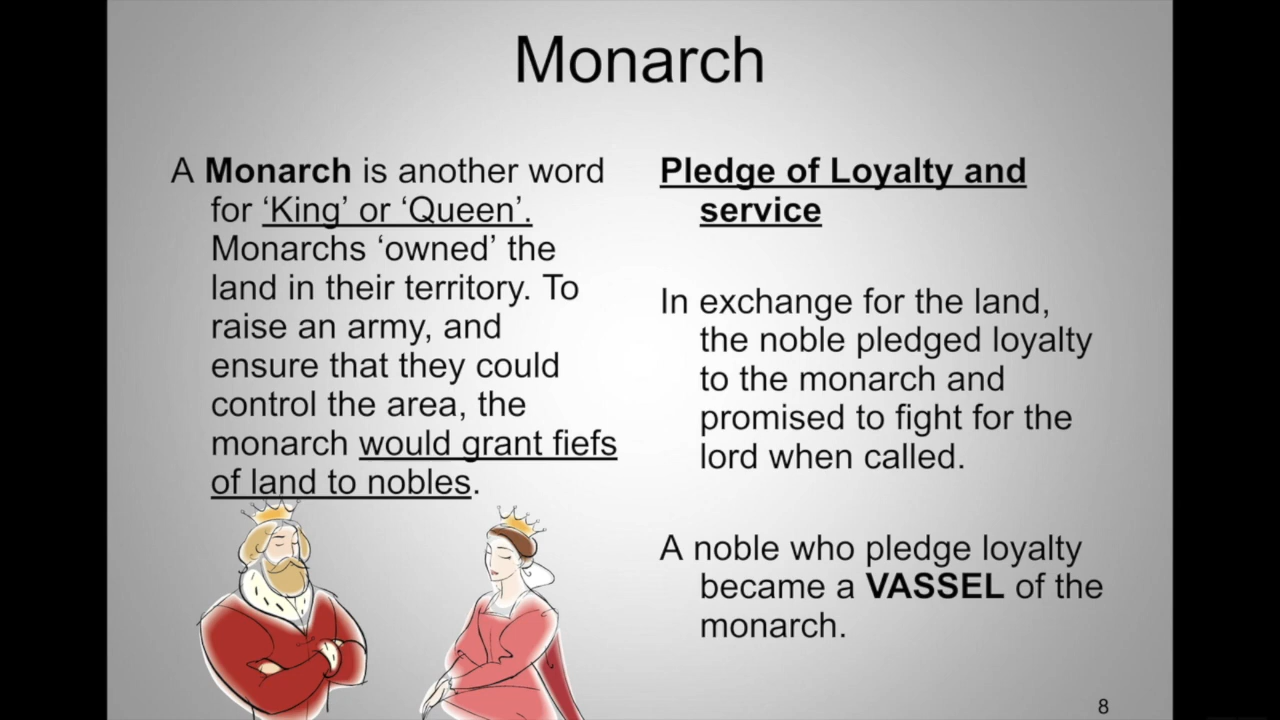 Monarch
A Monarch is another word
for ‘King’ or ‘Queen’.
Monarchs ‘owned’ the
land in their territory. To
raise an army, and
ensure that they could
control the area, the
monarch would grant fiefs
of land to nobles.
Pledge of Loyalty and
service
In exchange for the land,
the noble pledged loyalty
to the monarch and
promised to fight for the
lord when called.
A noble who pledge loyalty
became a VASSEL of the
monarch.
8